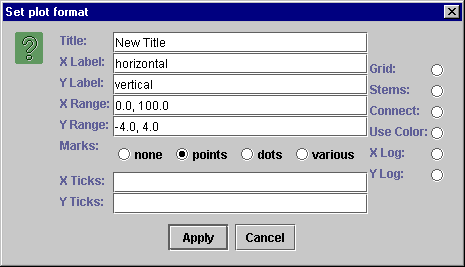 Set plot format
Title: New Title
X Label: horizontal
Y Label: vertical
X Range: 0.0, 100.0
Y Range: -4.0, 4.0
Marks: none points dots various
X Ticks:
Y Ticks:
Grid:
Stems:
Connect:
Use Color:
X Log:
Y Log:
Apply Cancel